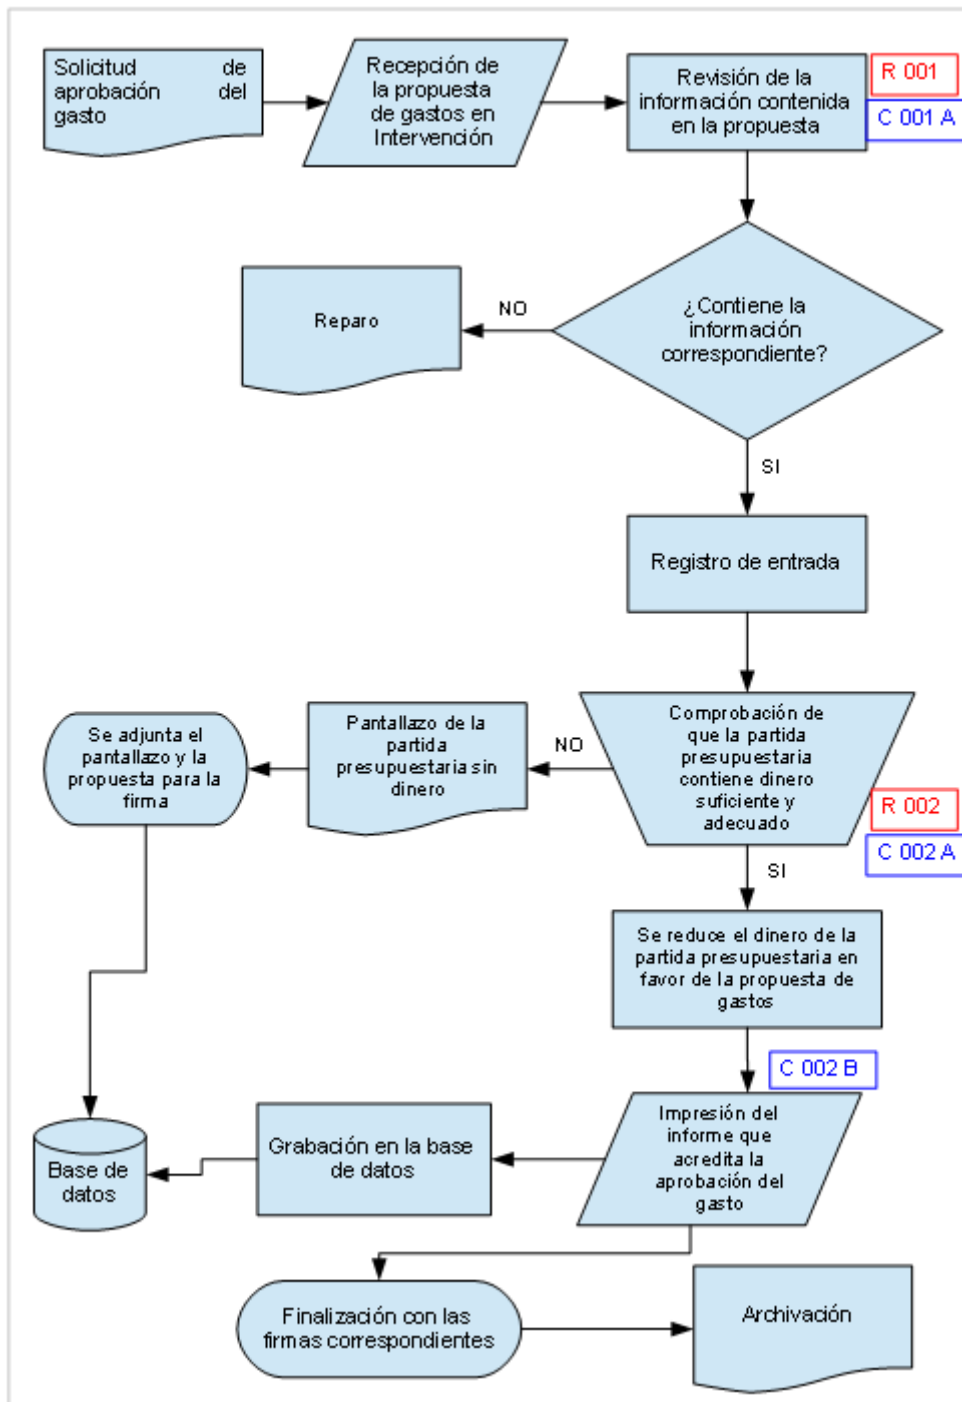 Solicitud de
aprobación del
gasto
Recepción de
la propuesta
de gastos en
Intervención
Revisión de la
información contenida
en la propuesta
R 001
C 001 A
¿Contiene la
información
correspondiente?
NO
Reparo
SI
Registro de entrada
Comprobación de
que la partida
presupuestaria
contiene dinero
suficiente y
adecuado
NO
Pantallazo de la
partida
presupuestaria sin
dinero
Se adjunta el
pantallazo y la
propuesta para la
firma
R 002
C 002 A
SI
Se reduce el dinero de la
partida presupuestaria en
favor de la propuesta de
gastos
C 002 B
Impresión del
informe que
acredita la
aprobación del
gasto
Grabación en la base
de datos
Base de
datos
Finalización con las
firmas correspondientes
Archivación